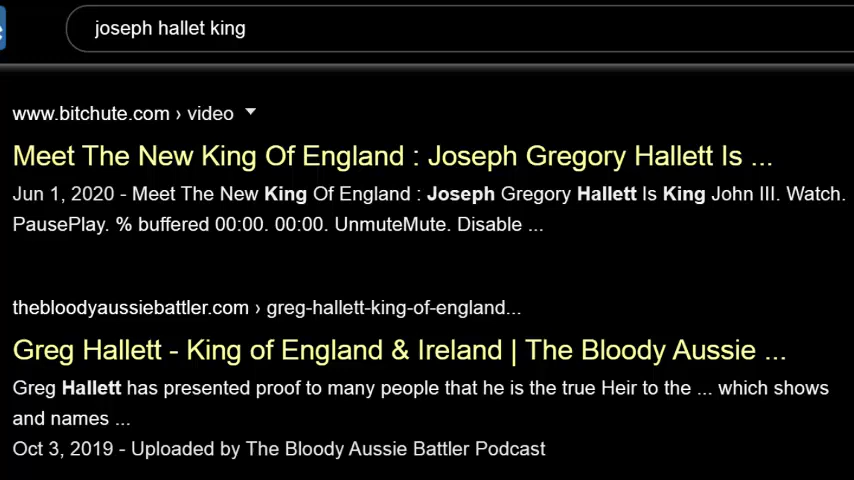 joseph hallet king
www.bitchute.com › video
Meet The New King Of England : Joseph Gregory Hallett Is ...
Jun 1, 2020 - Meet The New King Of England : Joseph Gregory Hallett Is King John III. Watch.
PausePlay. % buffered 00:00. 00:00. UnmuteMute. Disable ...
thebloodyaussiebattler.com › greg-hallett-king-of-england...
Greg Hallett - King of England & Ireland | The Bloody Aussie ...
Greg Hallett has presented proof to many people that he is the true Heir to the ... which shows
and names ...
Oct 3, 2019 - Uploaded by The Bloody Aussie Battler Podcast